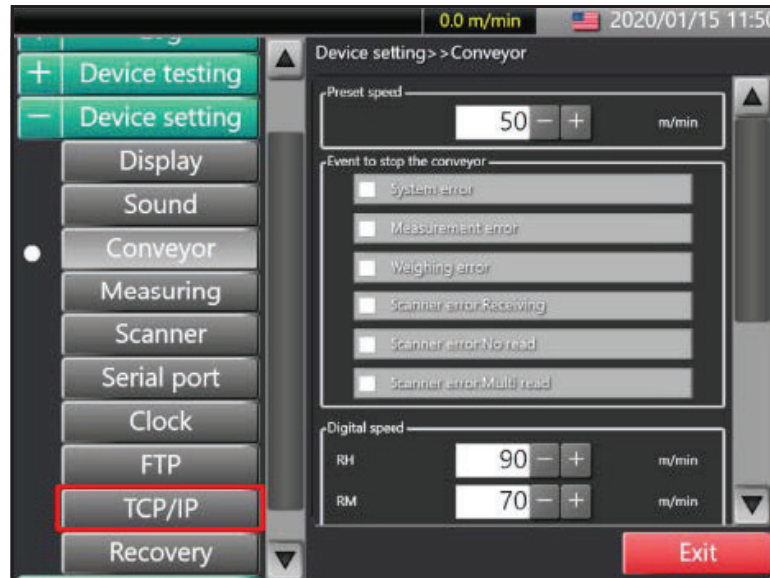 0.0 m/min
2020/01/15 11:50
Device setting>>Conveyor
+ Device testing
− Device setting
Display
Sound
Conveyor
Measuring
Scanner
Serial port
Clock
FTP
TCP/IP
Recovery
Preset speed
50 − + m/min
Event to stop the conveyor
System error
Measurement error
Weighing error
Scanner error:Receiving
Scanner error:No read
Scanner error:Multi read
Digital speed
RH 90 − + m/min
RM 70 − + m/min
Exit